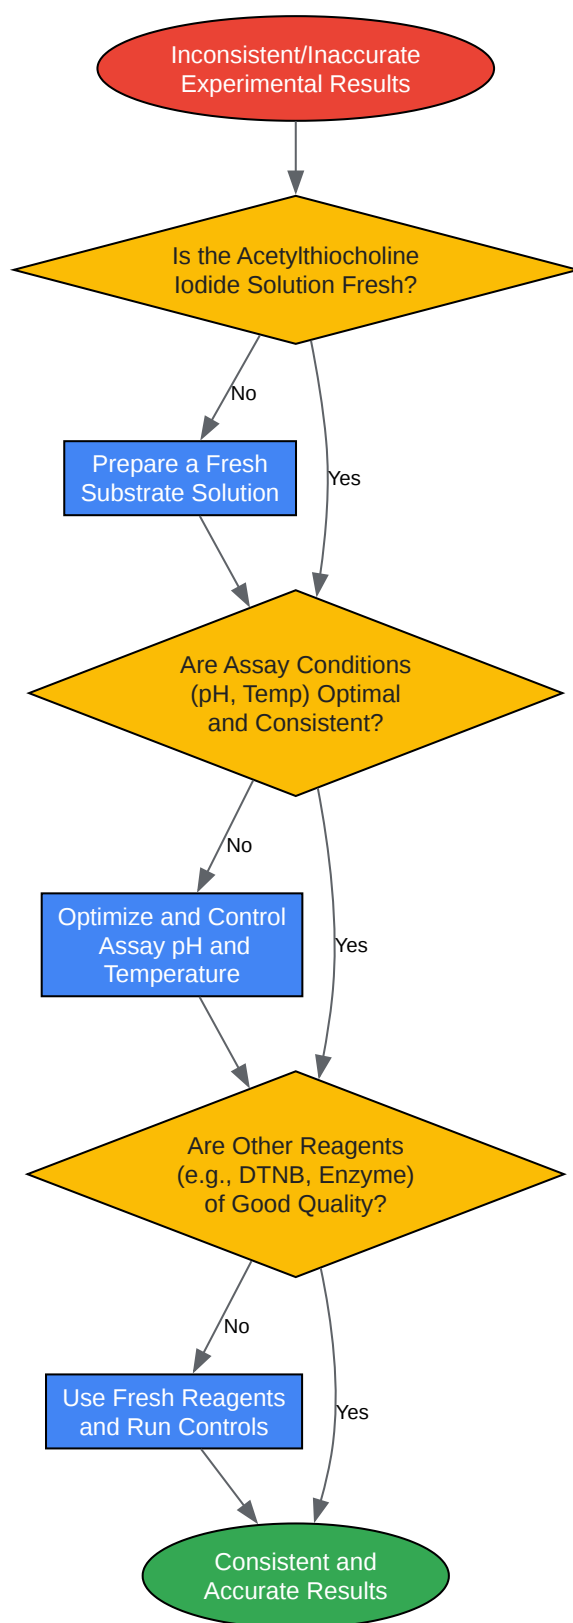 Inconsistent/Inaccurate
Experimental Results
Is the Acetylthiocholine
Iodide Solution Fresh?
No
Prepare a Fresh
Substrate Solution
Yes
Are Assay Conditions
(pH, Temp) Optimal
and Consistent?
No
Optimize and Control
Assay pH and
Temperature
Yes
Are Other Reagents
(e.g., DTNB, Enzyme)
of Good Quality?
No
Use Fresh Reagents
and Run Controls
Yes
Consistent and
Accurate Results